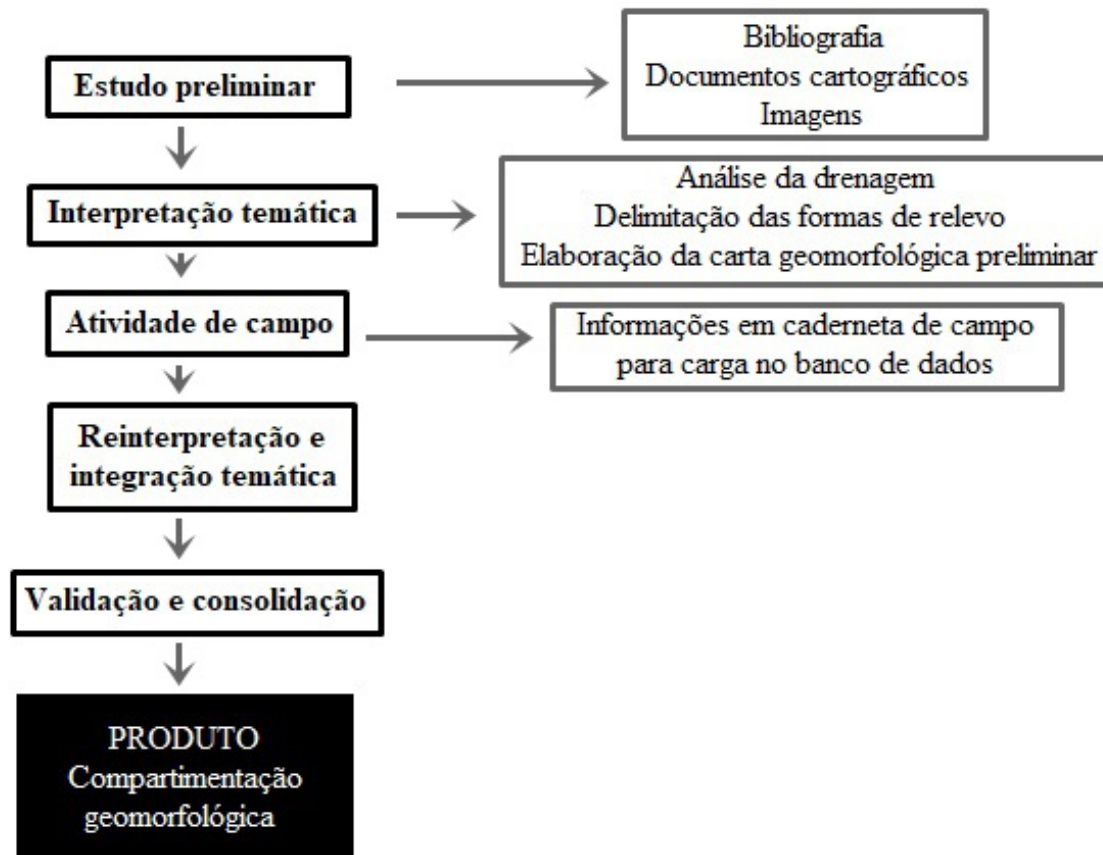 Estudo preliminar
Bibliografia
Documentos cartográficos
Imagens
Interpretação temática
Análise da drenagem
Delimitação das formas de relevo
Elaboração da carta geomorfológica preliminar
Atividade de campo
Informações em caderneta de campo
para carga no banco de dados
Reinterpretação e
integração temática
Validação e consolidação
PRODUTO
Compartimentação
geomorfológica